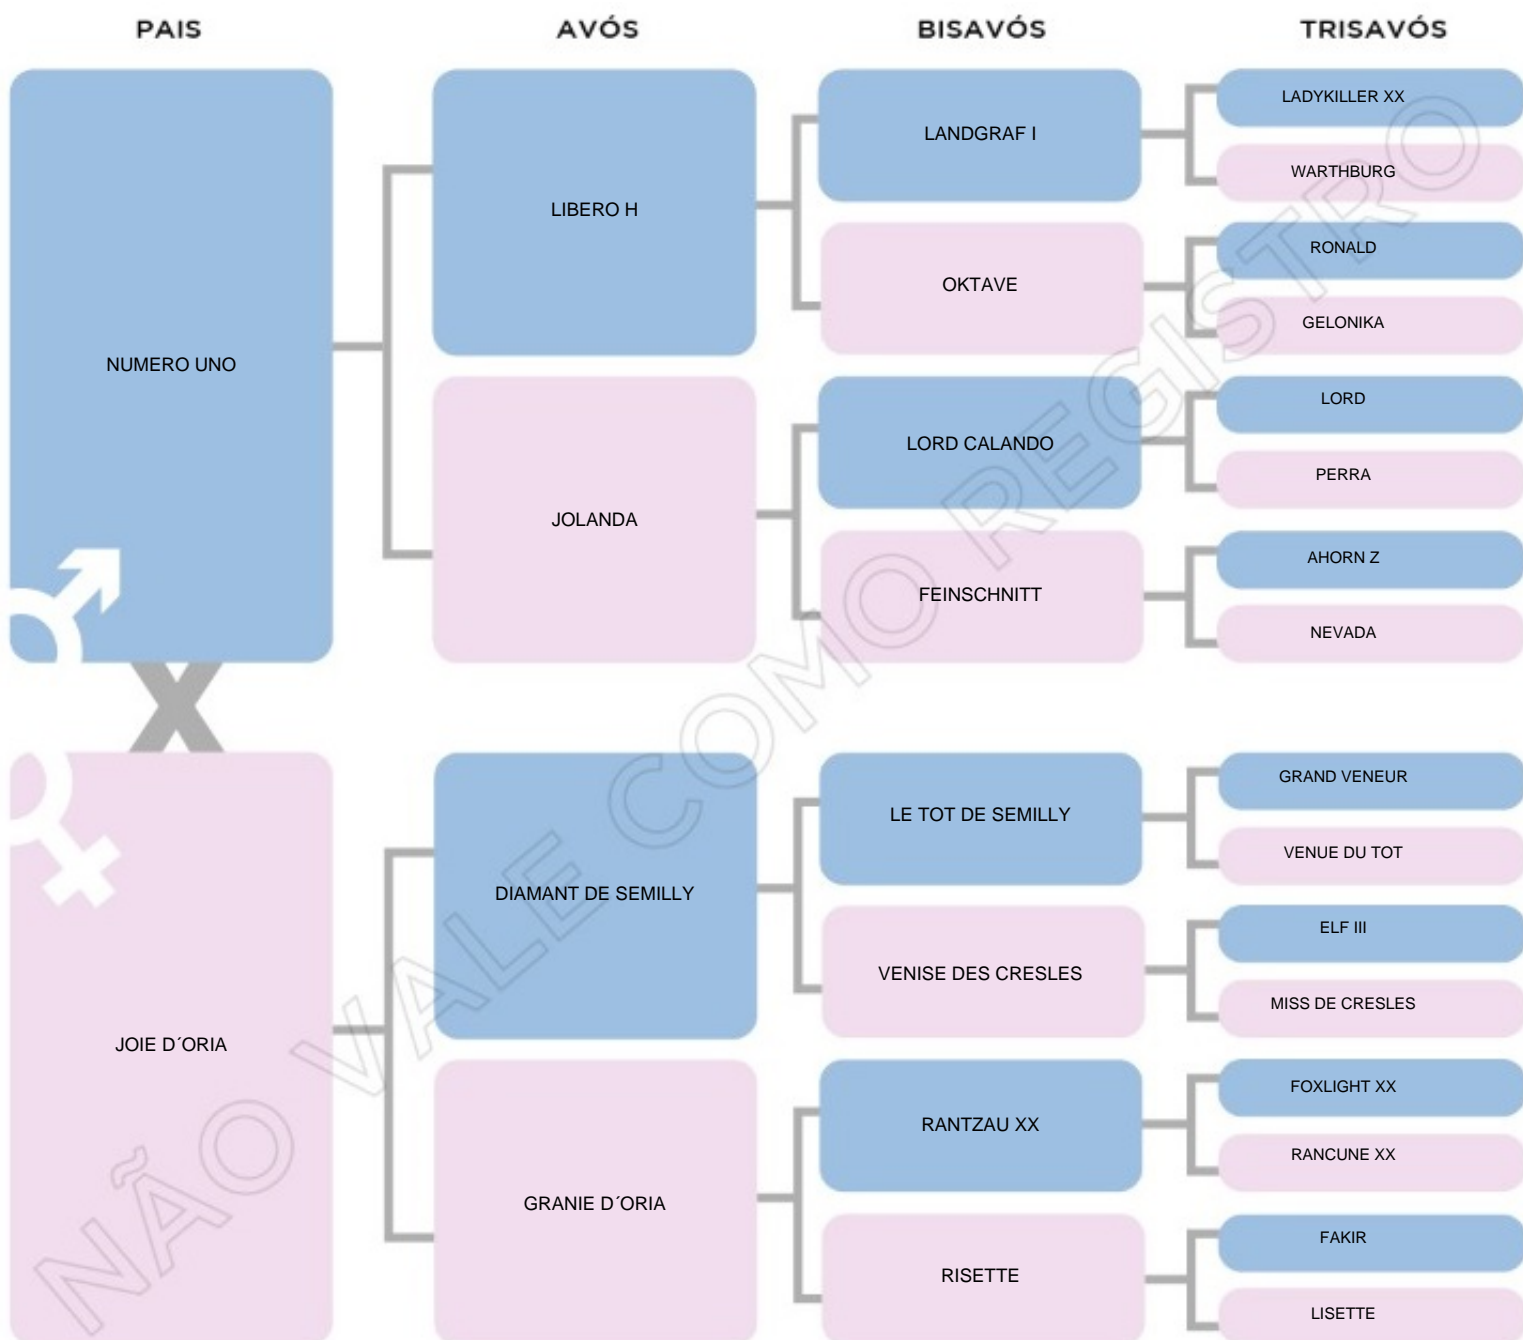 PAIS
AVÓS
BISAVÓS
TRISAVÓS
NUMERO UNO
LIBERO H
JOLANDA
LANDGRAF I
OKTAVE
LORD CALANDO
FEINSCHNITT
LADYKILLER XX
WARTHBURG
RONALD
GELONIKA
LORD
PERRA
AHORN Z
NEVADA
X
JOIE D´ORIA
DIAMANT DE SEMILLY
GRANIE D´ORIA
LE TOT DE SEMILLY
VENISE DES CRESLES
RANTZAU XX
RISETTE
GRAND VENEUR
VENUE DU TOT
ELF III
MISS DE CRESLES
FOXLIGHT XX
RANCUNE XX
FAKIR
LISETTE
NÃO VALE COMO REGISTRO